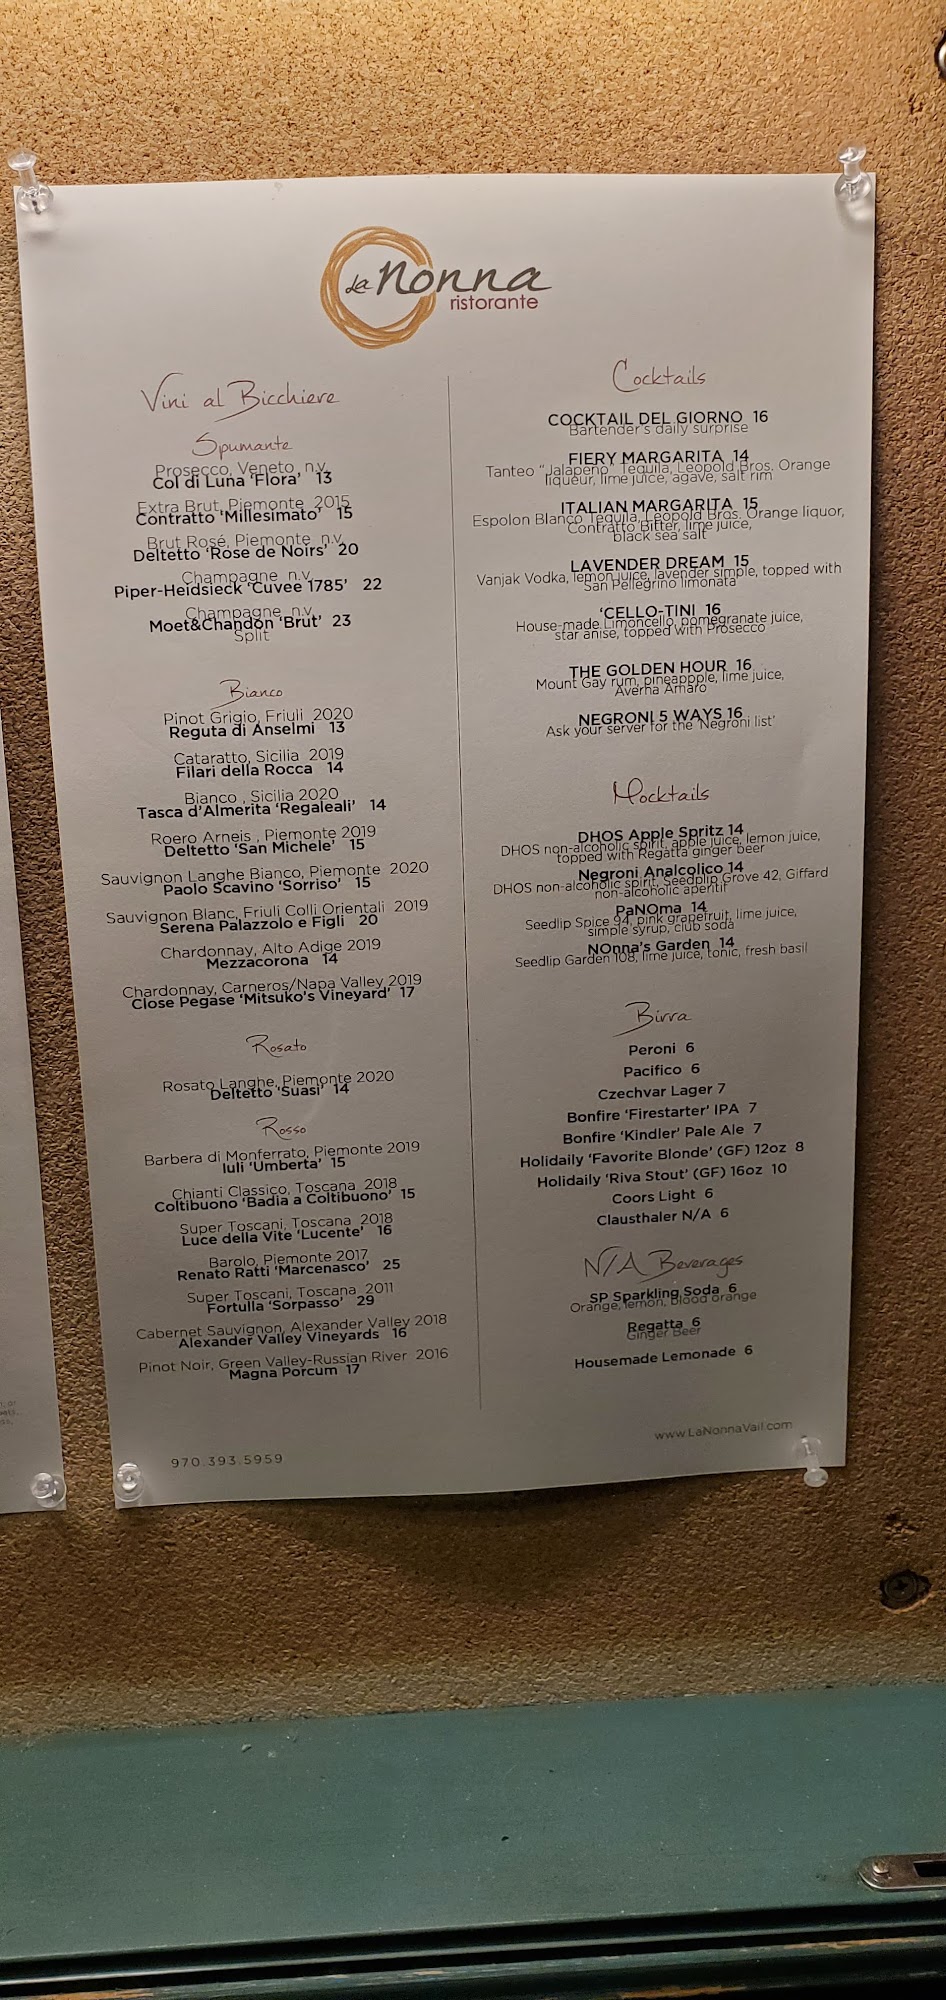 La Nonna
ristorante
Vini al Bicchiere
Spumante
Prosecco, Veneto n.v.
Col di Luna 'Flora' 13
Extra Brut, Piemonte 2015
Contratto 'Millesimato' 15
Brut Rosé, Piemonte n.v.
Deltetto 'Rose de Noirs' 20
Champagne n.v.
Piper-Heidsieck 'Cuvee 1785' 22
Champagne n.v.
Moet&Chandon 'Brut' 23
Split
Bianco
Pinot Grigio, Friuli 2020
Reguta di Anselmi 13
Cataratto, Sicilia 2019
Filari della Rocca 14
Bianco , Sicilia 2020
Tasca d'Almerita 'Regaleali' 14
Roero Arneis , Piemonte 2019
Deltetto 'San Michele' 15
Sauvignon Langhe Bianco, Piemonte 2020
Paolo Scavino 'Sorriso' 15
Sauvignon Blanc, Friuli Colli Orientali 2019
Serena Palazzolo e Figli 20
Chardonnay, Alto Adige 2019
Mezzacorona 14
Chardonnay, Carneros/Napa Valley 2019
Close Pegase 'Mitsuko's Vineyard' 17
Rosato
Rosato Langhe, Piemonte 2020
Deltetto 'Suasi' 14
Rosso
Barbera di Monferrato, Piemonte 2019
Iuli 'Umberta' 15
Chianti Classico, Toscana 2018
Coltibuono 'Badia a Coltibuono' 15
Super Toscani, Toscana 2018
Luce della Vite 'Lucente' 16
Barolo, Piemonte 2017
Renato Ratti 'Marcenasco' 25
Super Toscani, Toscana 2011
Fortulla 'Sorpasso' 29
Cabernet Sauvignon, Alexander Valley 2018
Alexander Valley Vineyards 16
Pinot Noir, Green Valley-Russian River 2016
Magna Porcum 17
970.393.5959
Cocktails
COCKTAIL DEL GIORNO 16
Bartender's daily surprise
FIERY MARGARITA 14
Tanteo "Jalapeño" Tequila, Leopold Bros. Orange
liqueur, lime juice, agave, salt rim
ITALIAN MARGARITA 15
Espolon Blanco Tequila, Leopold Bros. Orange liquor,
Contratto Bitter, lime juice,
black sea salt
LAVENDER DREAM 15
Vanjak Vodka, lemon juice, lavender simple, topped with
San Pellegrino limonata
'CELLO-TINI 16
House-made Limoncello, pomegranate juice,
star anise, topped with Prosecco
THE GOLDEN HOUR 16
Mount Gay rum, pineappple, lime juice,
Averna Amaro
NEGRONI 5 WAYS 16
Ask your server for the 'Negroni list'
Mocktails
DHOS Apple Spritz 14
DHOS non-alcoholic spirit, apple juice, lemon juice,
topped with Regatta ginger beer
Negroni Analcolico 14
DHOS non-alcoholic spirit, Seedplip Grove 42, Giffard
non-alcoholic aperitif
PaNOma 14
Seedlip Spice 94, pink grapefruit, lime juice,
simple syrup, club soda
NOnna's Garden 14
Seedlip Garden 108, lime juice, tonic, fresh basil
Birra
Peroni 6
Pacifico 6
Czechvar Lager 7
Bonfire 'Firestarter' IPA 7
Bonfire 'Kindler' Pale Ale 7
Holidaily 'Favorite Blonde' (GF) 12oz 8
Holidaily 'Riva Stout' (GF) 16oz 10
Coors Light 6
Clausthaler N/A 6
N/A Beverages
SP Sparkling Soda 6
Orange, lemon, blood orange
Regatta 6
Ginger Beer
Housemade Lemonade 6
www.LaNonnaVail.com